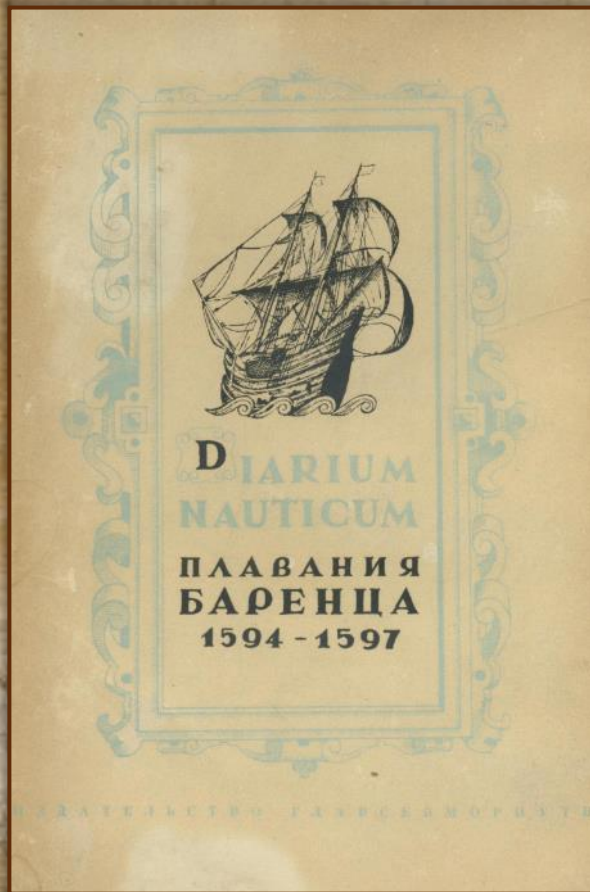 DIARIUM
NAUTICUM
ПЛАВАНИЯ
БАРЕНЦА
1594 - 1597
ИЗДАТЕЛЬСТВО ГЛАВСЕВМОРПУТИ